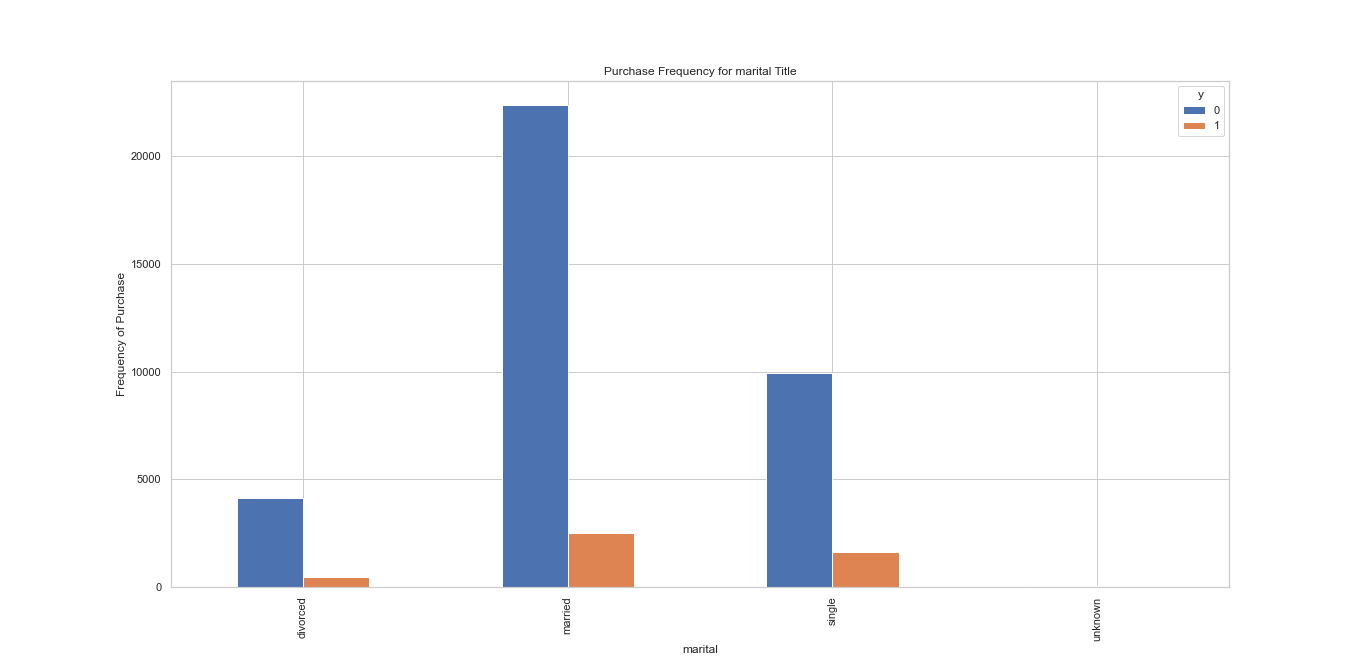 Purchase Frequency for marital Title
y
0
1
Frequency of Purchase
20000
15000
10000
5000
0
divorced
married
single
unknown
marital